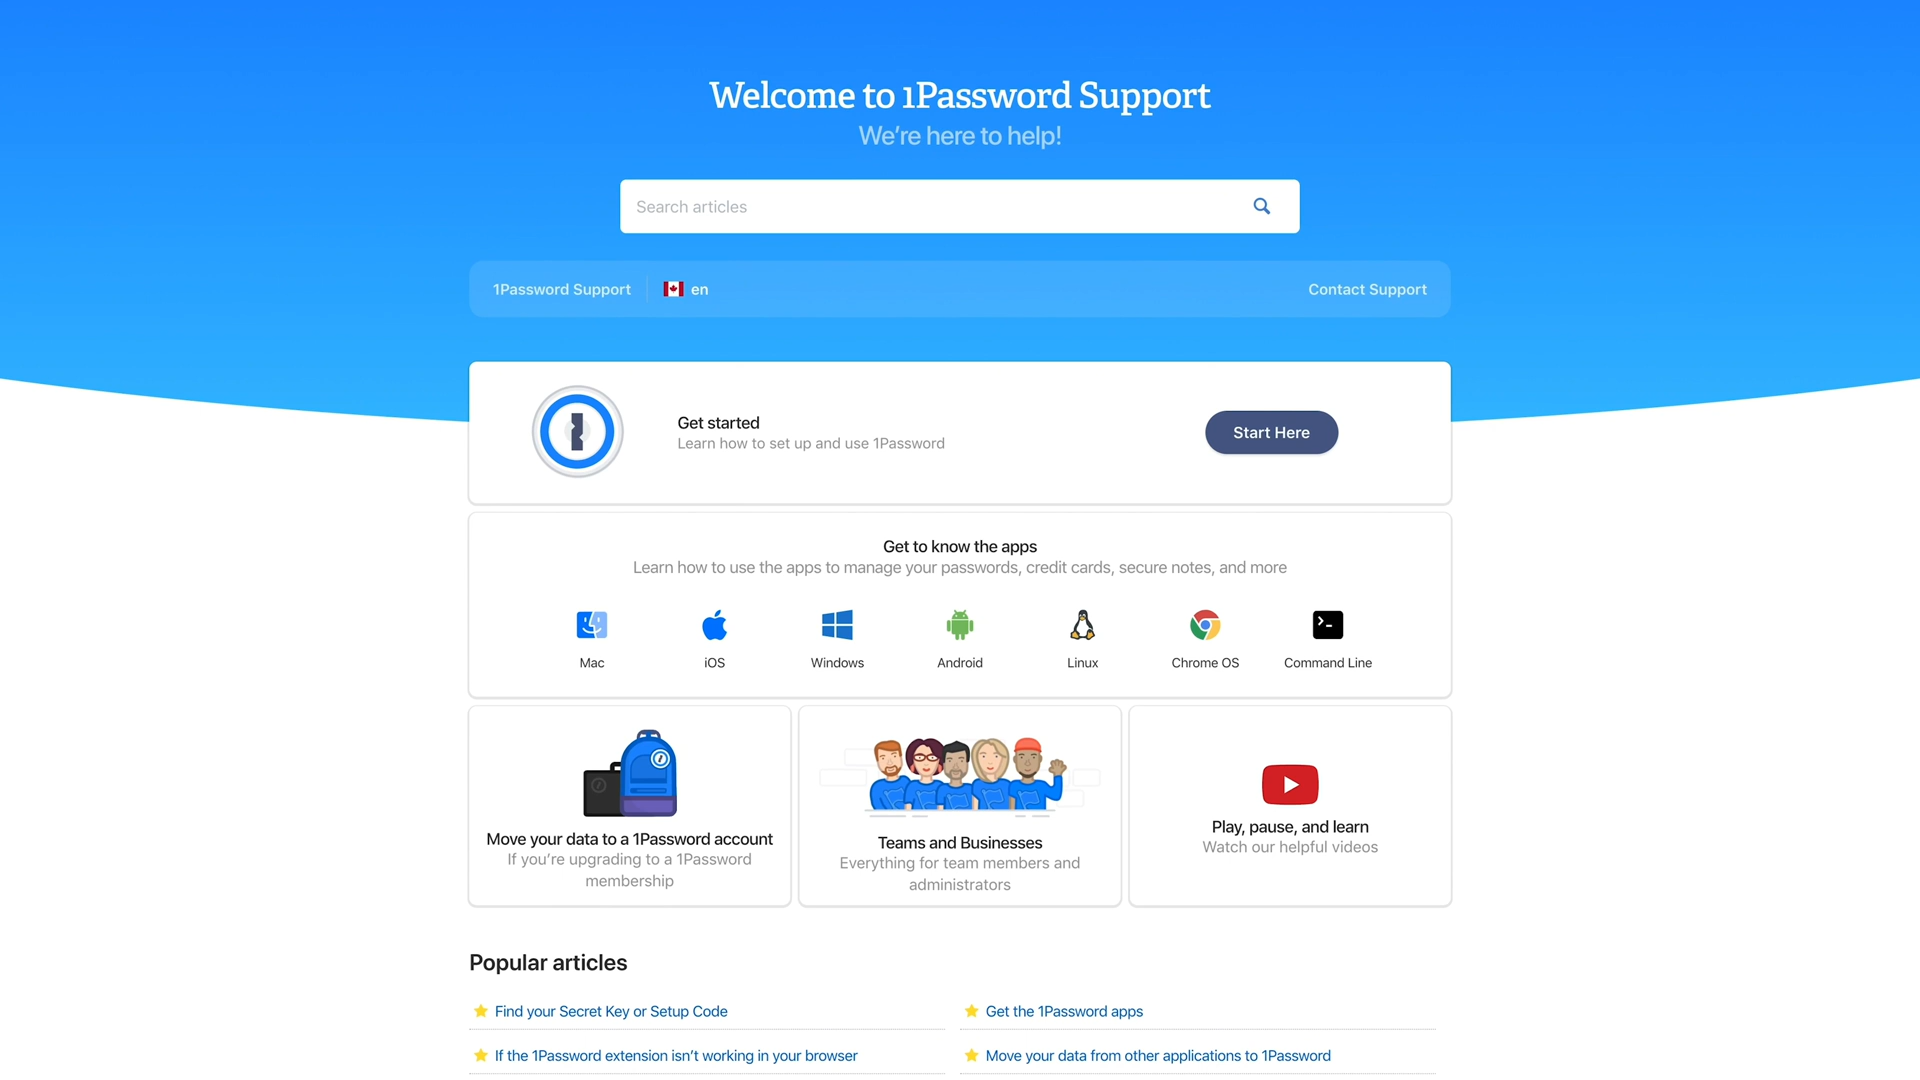 Welcome to 1Password Support
We're here to help!
Search articles
1Password Support
en
Contact Support
Get started
Learn how to set up and use 1Password
Start Here
Get to know the apps
Learn how to use the apps to manage your passwords, credit cards, secure notes, and more
Mac
iOS
Windows
Android
Linux
Chrome OS
Command Line
Move your data to a 1Password account
If you're upgrading to a 1Password
membership
Teams and Businesses
Everything for team members and
administrators
Play, pause, and learn
Watch our helpful videos
Popular articles
Find your Secret Key or Setup Code
Get the 1Password apps
If the 1Password extension isn't working in your browser
Move your data from other applications to 1Password